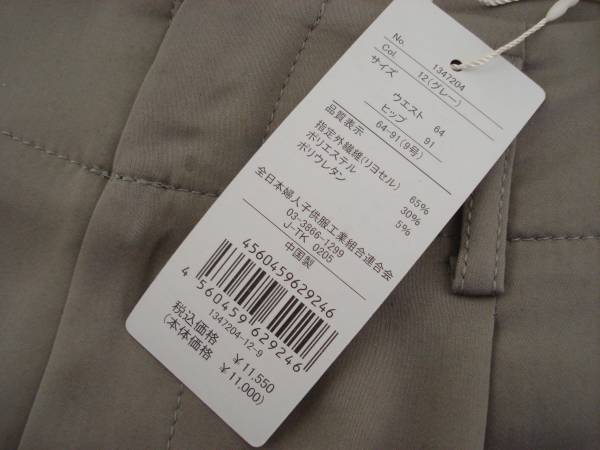 No. 1347204
Col. 12(グレー)
サイズ
ウエスト 64
ヒップ 91
64-91(9号)
品質表示
指定外繊維(リヨセル) 65%
ポリエステル 30%
ポリウレタン 5%
全日本婦人子供服工業組合連合会
03-3866-1299
J-TK 0205
中国製
4560459629246
4 560459 629246
1347204-12-9
税込価格 ¥11,550
(本体価格 ¥11,000)